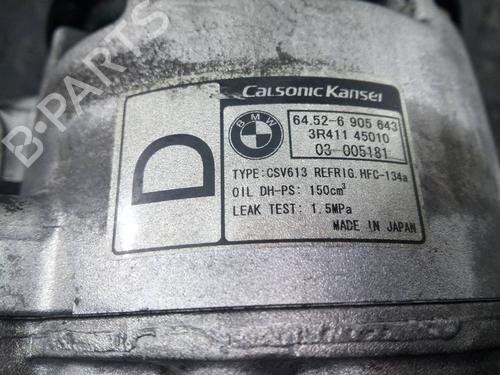 Calsonic Kansei
BMW
64.52-6 905 643
3R411 45010
03-005181
D
TYPE:CSV613 REFRIG.HFC-134a
OIL DH-PS: 150cm³
LEAK TEST: 1.5MPa
MADE IN JAPAN
B-PARTS